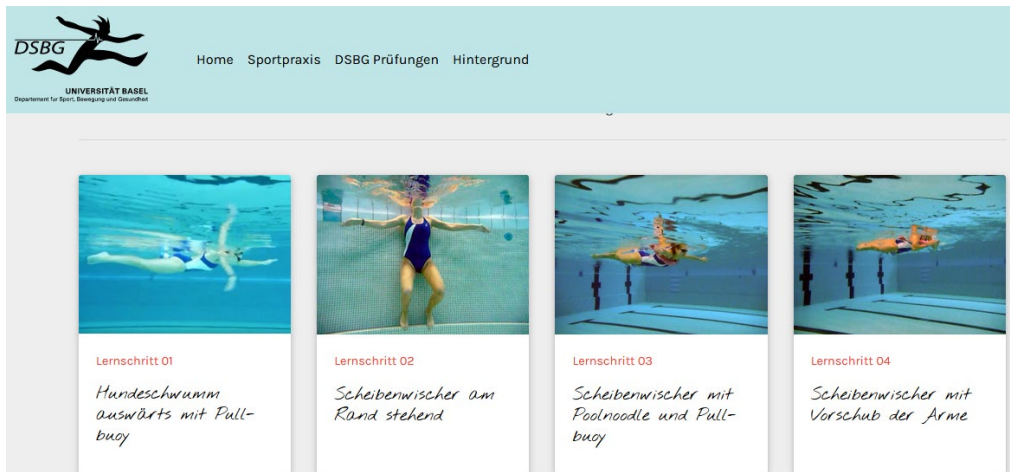 DSBG
UNIVERSITÄT BASEL
Departement für Sport, Bewegung und Gesundheit
Home Sportpraxis DSBG Prüfungen Hintergrund
Lernschritt 01
Hundeschwumm
auswärts mit Pull-
buoy
Lernschritt 02
Scheibenwischer am
Rand stehend
Lernschritt 03
Scheibenwischer mit
Poolnoodle und Pull-
buoy
Lernschritt 04
Scheibenwischer mit
Vorschub der Arme